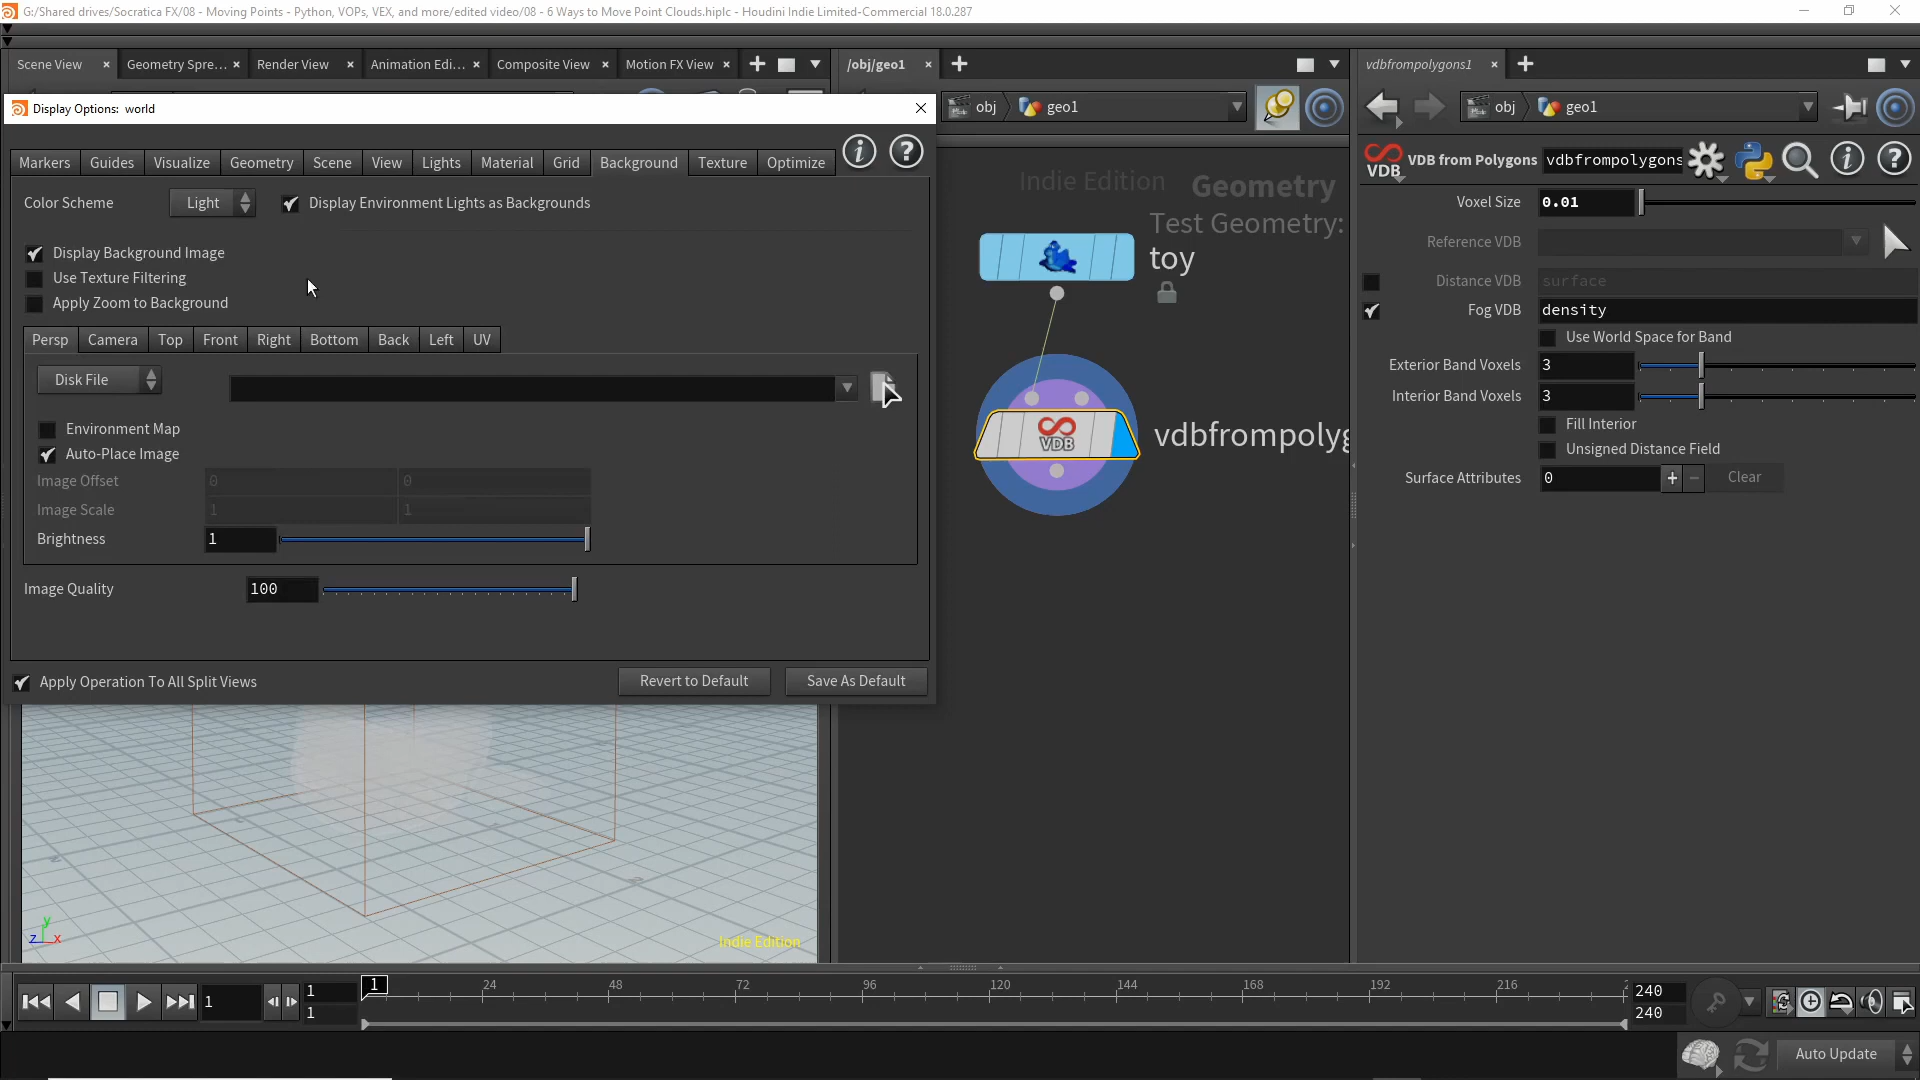 G:/Shared drives/Socratica FX/08 - Moving Points - Python, VOPs, VEX, and more/edited video/08 - 6 Ways to Move Point Clouds.hiplc - Houdini Indie Limited-Commercial 18.0.287
Scene View Geometry Spre... Render View Animation Edi... Composite View Motion FX View /obj/geo1 vdbfrompolygons1
Display Options: world
obj geo1 obj geo1
Markers Guides Visualize Geometry Scene View Lights Material Grid Background Texture Optimize
VDB VDB from Polygons vdbfrompolygons
Color Scheme Light Display Environment Lights as Backgrounds
Indie Edition Geometry
Test Geometry:
toy
Voxel Size 0.01
Reference VDB
Distance VDB surface
Fog VDB density
Use World Space for Band
Exterior Band Voxels 3
Interior Band Voxels 3
Fill Interior
Unsigned Distance Field
Surface Attributes 0 + - Clear
Display Background Image
Use Texture Filtering
Apply Zoom to Background
Persp Camera Top Front Right Bottom Back Left UV
Disk File
Environment Map
Auto-Place Image
Image Offset 0 0
Image Scale 1 1
Brightness 1
Image Quality 100
VDB vdbfrompolyg
Apply Operation To All Split Views Revert to Default Save As Default
y
z x
Indie Edition
1 1 1 24 48 72 96 120 144 168 192 216 240
1 240
Auto Update